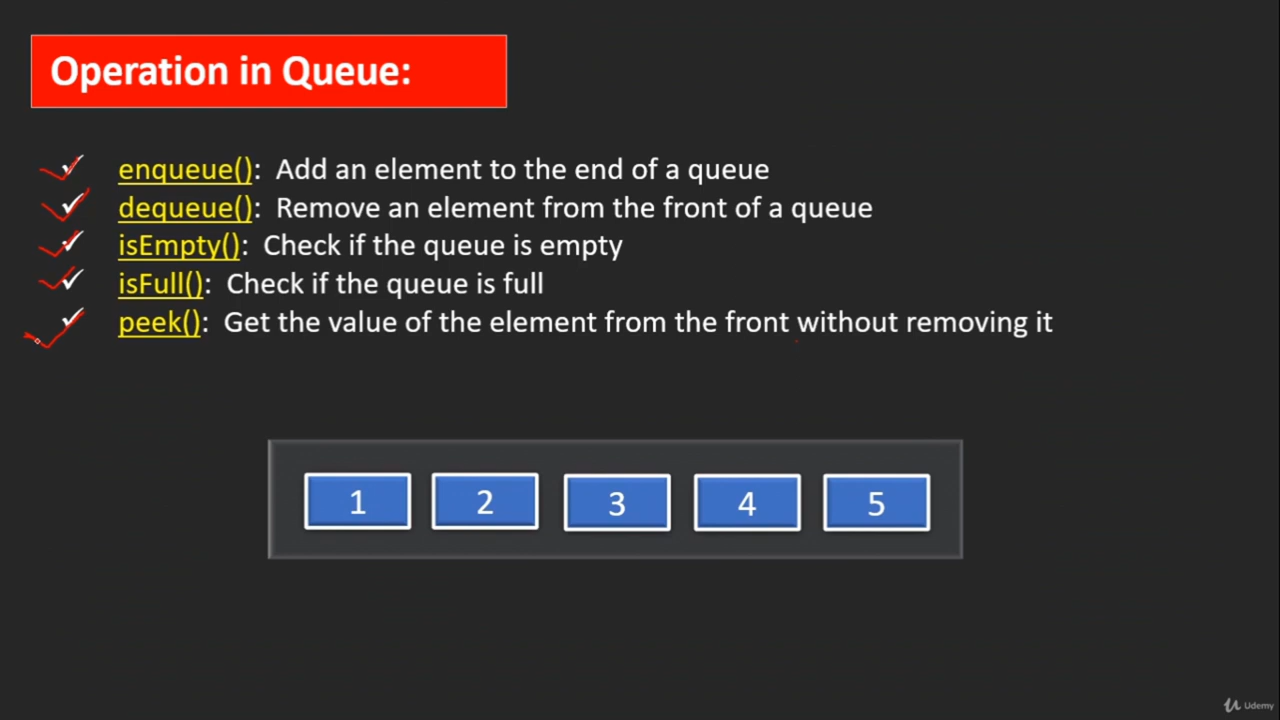 Operation in Queue:
enqueue(): Add an element to the end of a queue
dequeue(): Remove an element from the front of a queue
isEmpty(): Check if the queue is empty
isFull(): Check if the queue is full
peek(): Get the value of the element from the front without removing it
1 2 3 4 5
Udemy